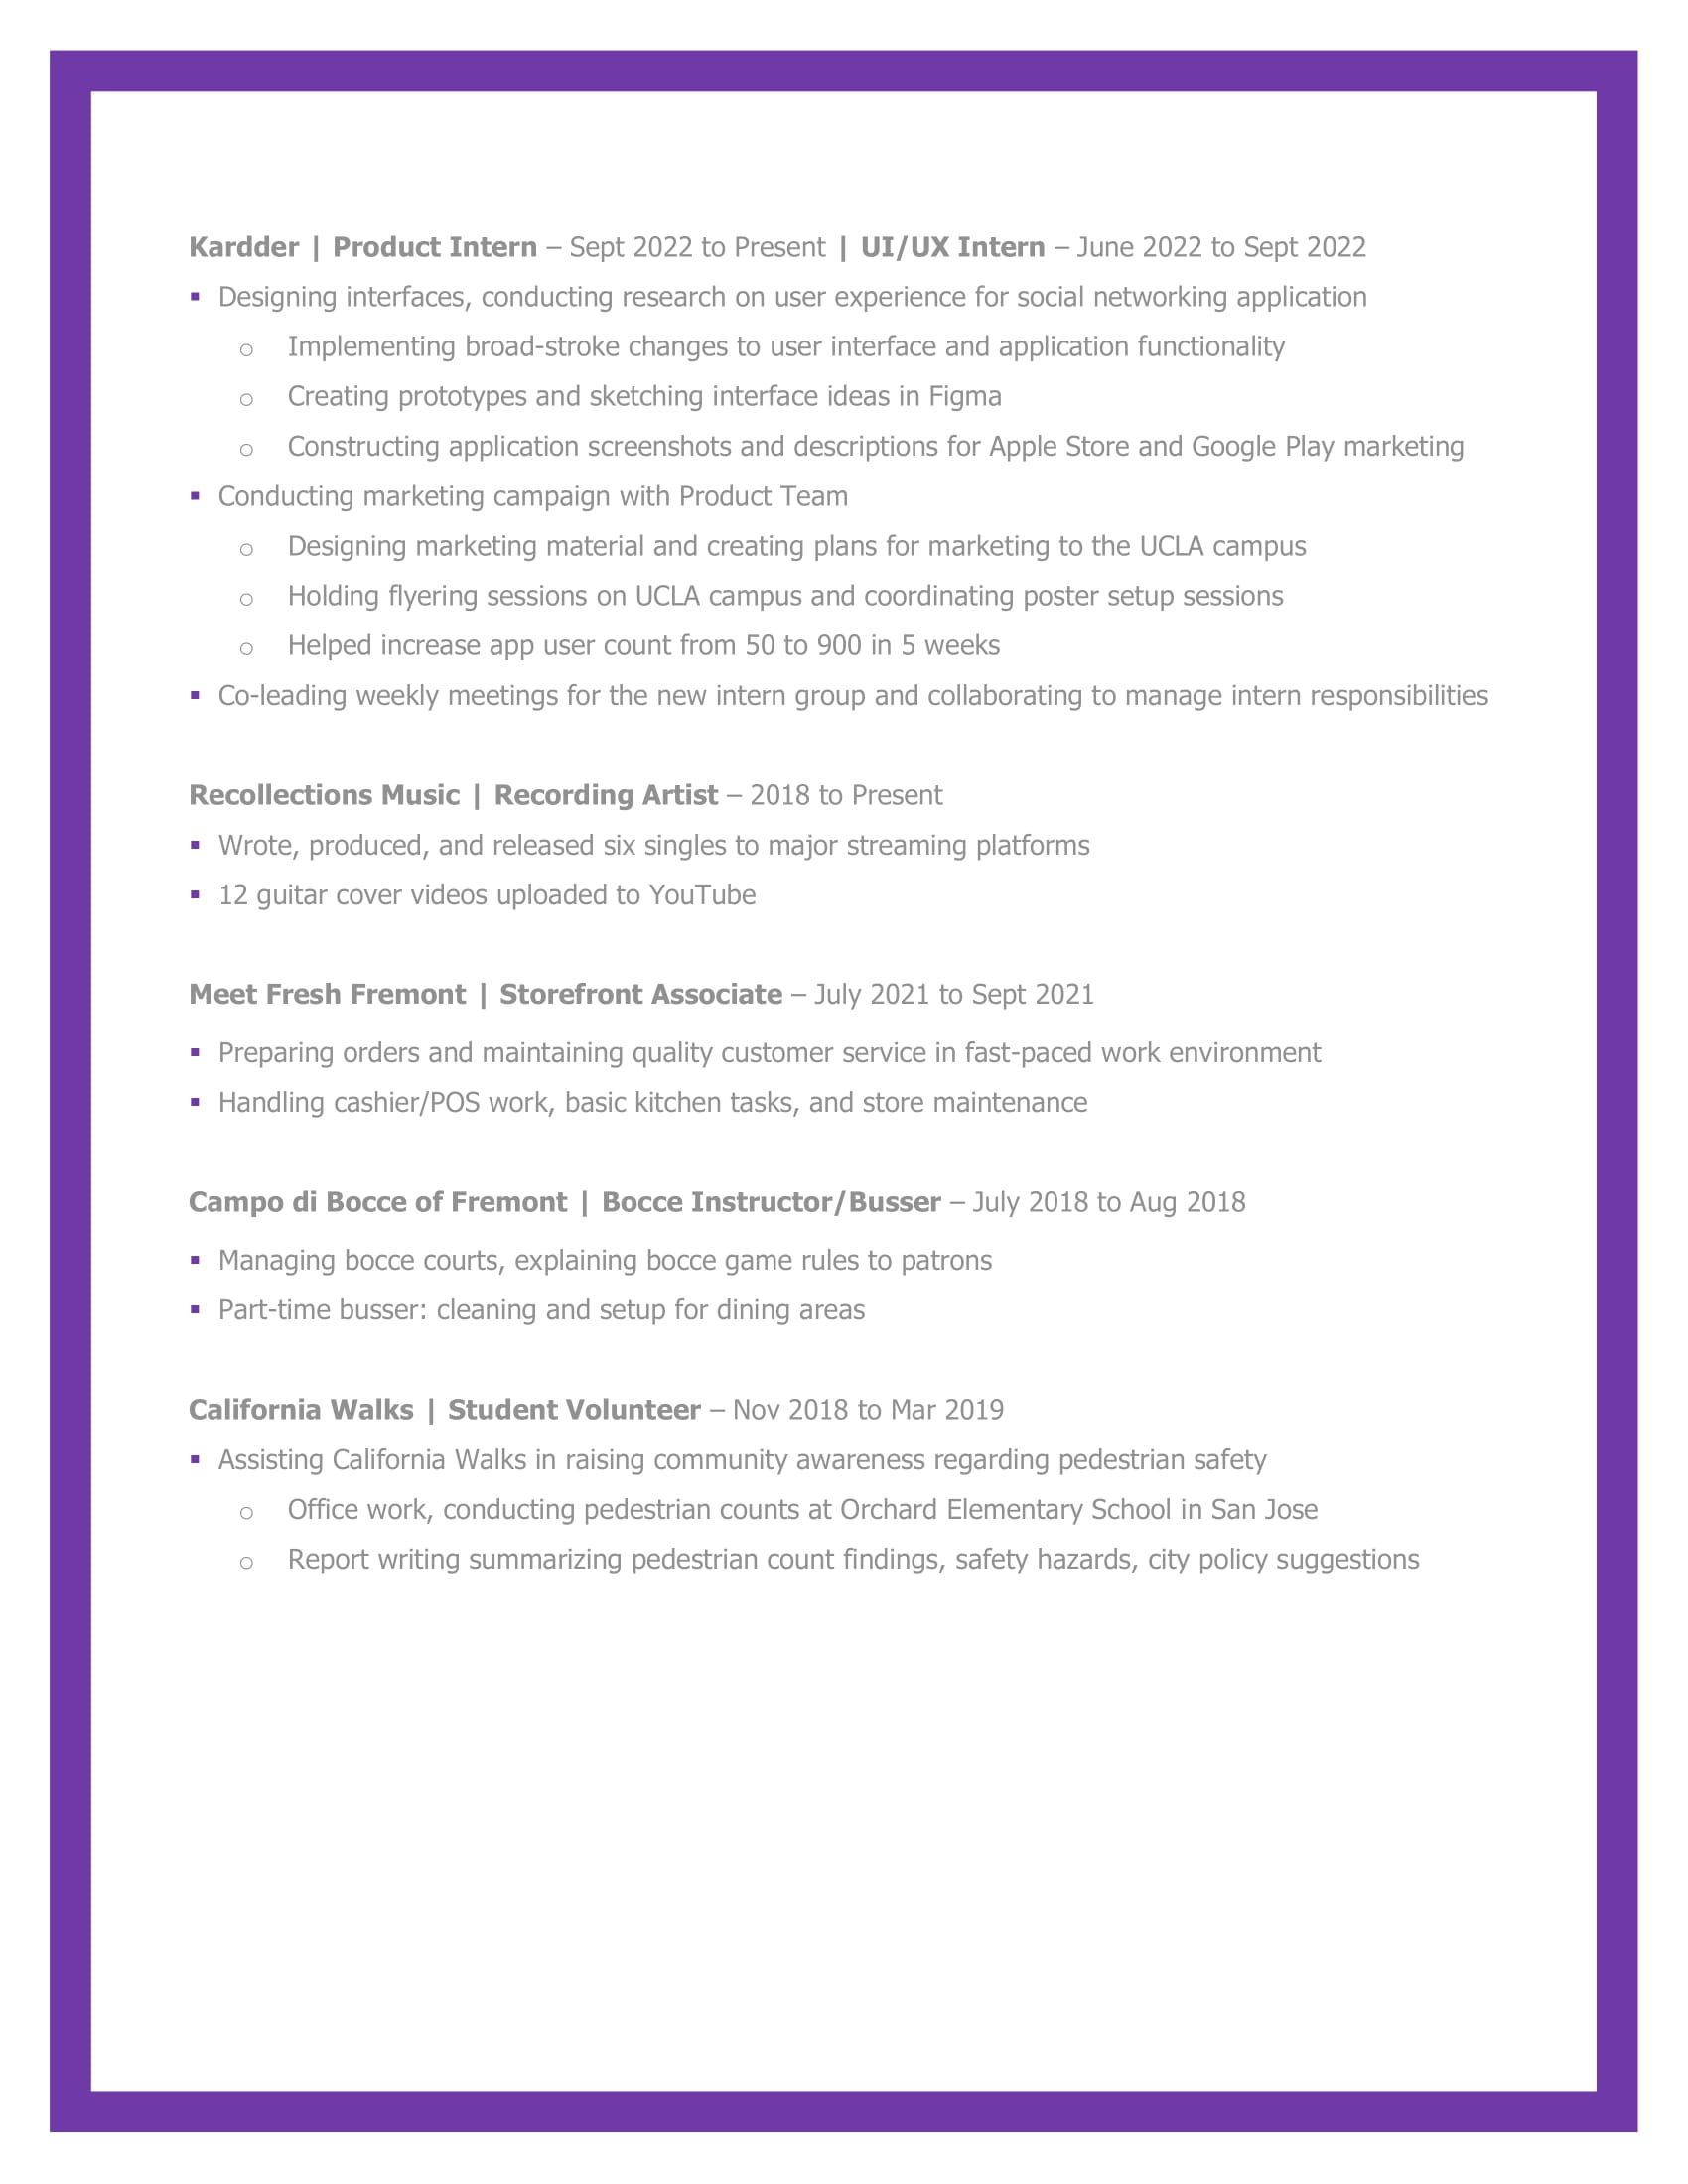 Kardder | Product Intern – Sept 2022 to Present | UI/UX Intern – June 2022 to Sept 2022
▪ Designing interfaces, conducting research on user experience for social networking application
o Implementing broad-stroke changes to user interface and application functionality
o Creating prototypes and sketching interface ideas in Figma
o Constructing application screenshots and descriptions for Apple Store and Google Play marketing
▪ Conducting marketing campaign with Product Team
o Designing marketing material and creating plans for marketing to the UCLA campus
o Holding flyering sessions on UCLA campus and coordinating poster setup sessions
o Helped increase app user count from 50 to 900 in 5 weeks
▪ Co-leading weekly meetings for the new intern group and collaborating to manage intern responsibilities
Recollections Music | Recording Artist – 2018 to Present
▪ Wrote, produced, and released six singles to major streaming platforms
▪ 12 guitar cover videos uploaded to YouTube
Meet Fresh Fremont | Storefront Associate – July 2021 to Sept 2021
▪ Preparing orders and maintaining quality customer service in fast-paced work environment
▪ Handling cashier/POS work, basic kitchen tasks, and store maintenance
Campo di Bocce of Fremont | Bocce Instructor/Busser – July 2018 to Aug 2018
▪ Managing bocce courts, explaining bocce game rules to patrons
▪ Part-time busser: cleaning and setup for dining areas
California Walks | Student Volunteer – Nov 2018 to Mar 2019
▪ Assisting California Walks in raising community awareness regarding pedestrian safety
o Office work, conducting pedestrian counts at Orchard Elementary School in San Jose
o Report writing summarizing pedestrian count findings, safety hazards, city policy suggestions